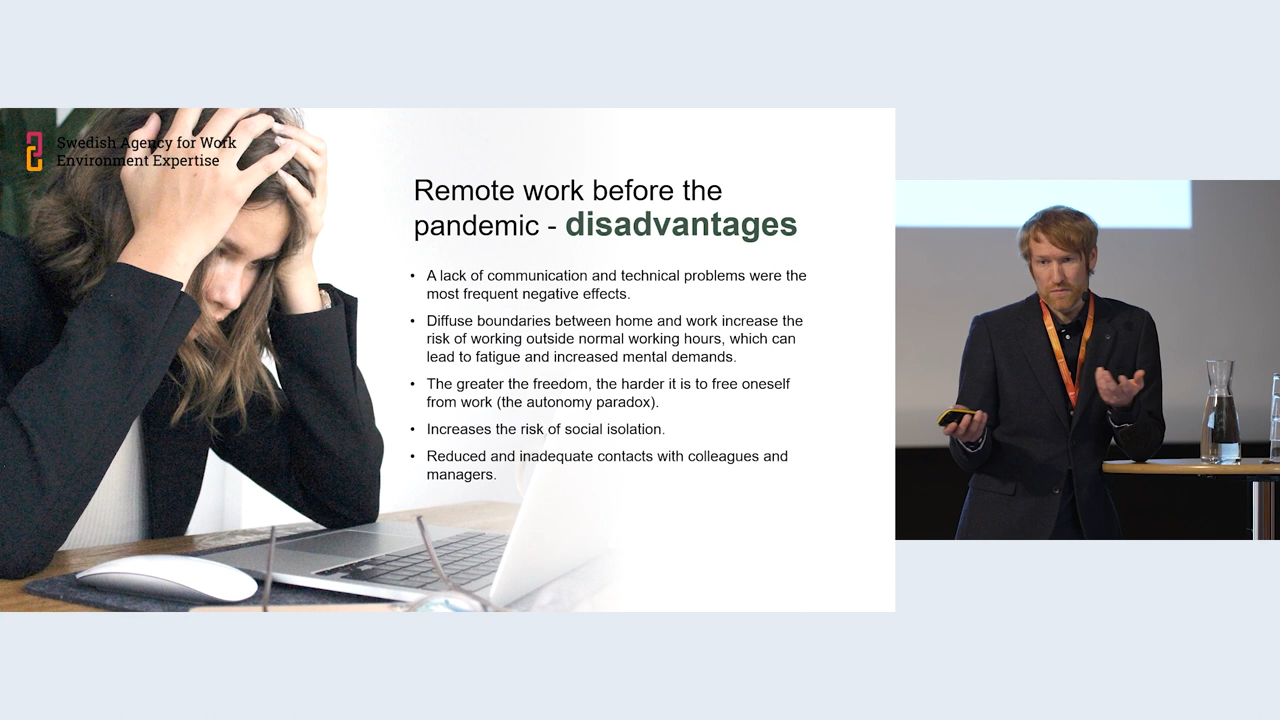 Swedish Agency for Work
Environment Expertise
Remote work before the
pandemic - disadvantages
• A lack of communication and technical problems were the
most frequent negative effects.
• Diffuse boundaries between home and work increase the
risk of working outside normal working hours, which can
lead to fatigue and increased mental demands.
• The greater the freedom, the harder it is to free oneself
from work (the autonomy paradox).
• Increases the risk of social isolation.
• Reduced and inadequate contacts with colleagues and
managers.